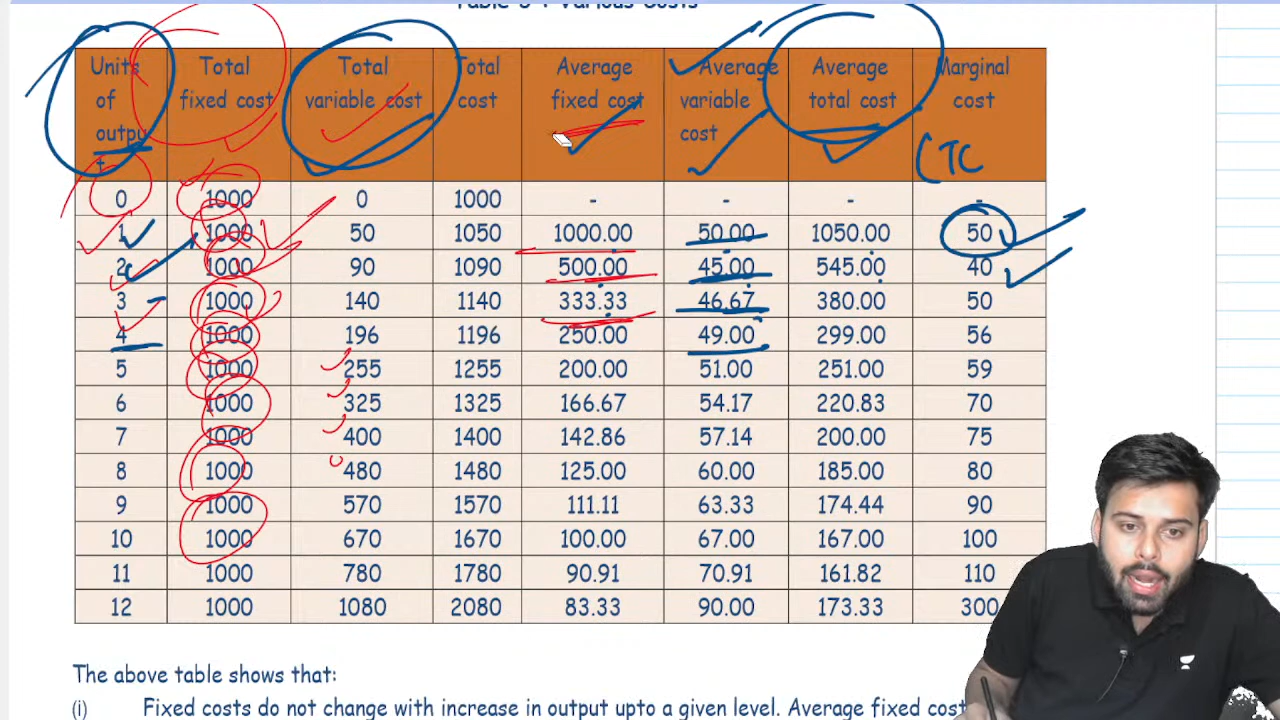 Table 3 : Various Costs
Units of output | Total fixed cost | Total variable cost | Total cost | Average fixed cost | Average variable cost | Average total cost | Marginal cost
(TC
0 | 1000 | 0 | 1000 | - | - | - | -
1 | 1000 | 50 | 1050 | 1000.00 | 50.00 | 1050.00 | 50
2 | 1000 | 90 | 1090 | 500.00 | 45.00 | 545.00 | 40
3 | 1000 | 140 | 1140 | 333.33 | 46.67 | 380.00 | 50
4 | 1000 | 196 | 1196 | 250.00 | 49.00 | 299.00 | 56
5 | 1000 | 255 | 1255 | 200.00 | 51.00 | 251.00 | 59
6 | 1000 | 325 | 1325 | 166.67 | 54.17 | 220.83 | 70
7 | 1000 | 400 | 1400 | 142.86 | 57.14 | 200.00 | 75
8 | 1000 | 480 | 1480 | 125.00 | 60.00 | 185.00 | 80
9 | 1000 | 570 | 1570 | 111.11 | 63.33 | 174.44 | 90
10 | 1000 | 670 | 1670 | 100.00 | 67.00 | 167.00 | 100
11 | 1000 | 780 | 1780 | 90.91 | 70.91 | 161.82 | 110
12 | 1000 | 1080 | 2080 | 83.33 | 90.00 | 173.33 | 300
The above table shows that:
(i) Fixed costs do not change with increase in output upto a given level. Average fixed cost